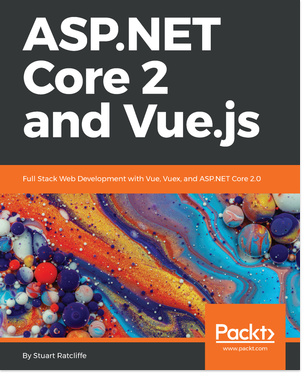 ASP.NET
Core 2
and Vue.js
Full Stack Web Development with Vue, Vuex, and ASP.NET Core 2.0
Packt>
www.packt.com
By Stuart Ratcliffe